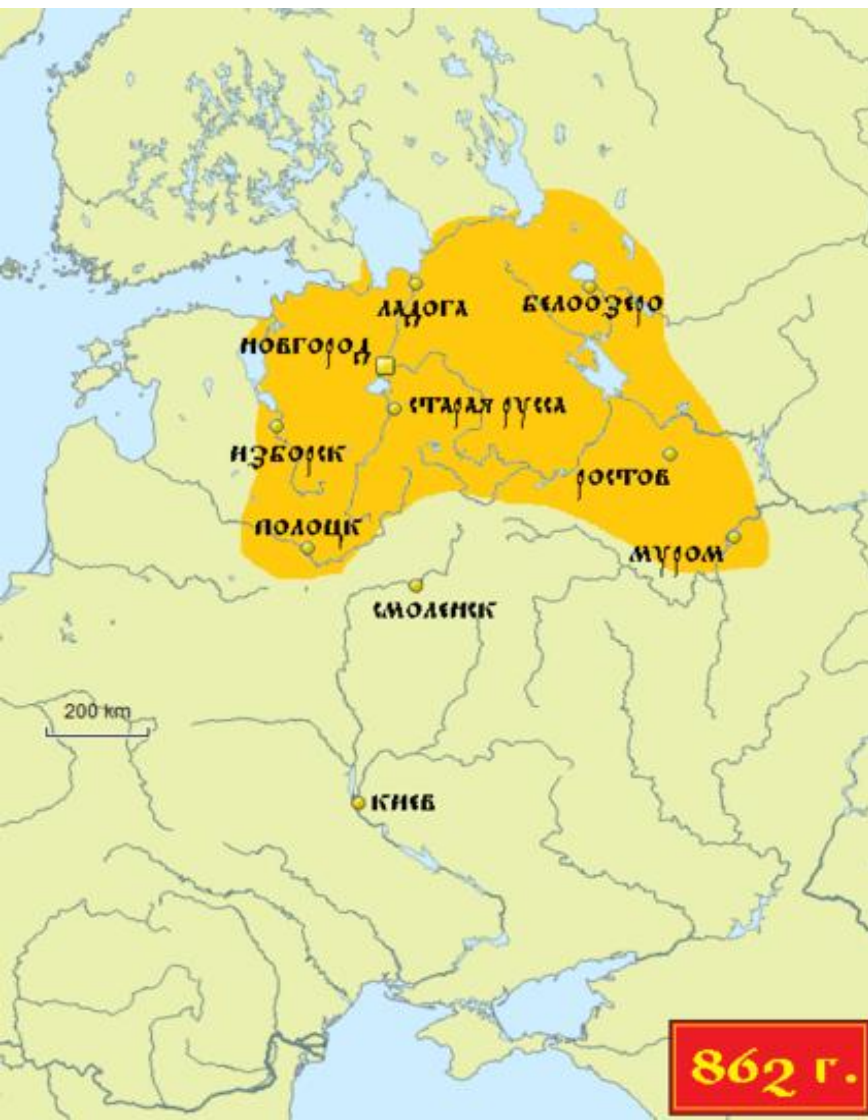 ЛАДОГА
БЕЛООЗЕРО
НОВГОРОД
СТАРАЯ РУССА
ИЗБОРСК
РОСТОВ
ПОЛОЦК
МУРОМ
СМОЛЕНСК
200 km
КИЕВ
862 г.